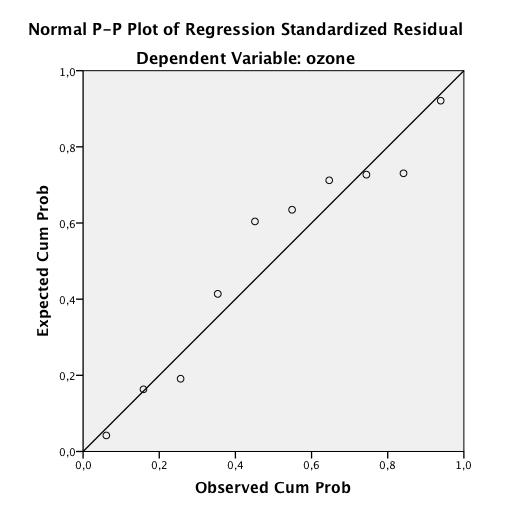 Normal P-P Plot of Regression Standardized Residual
Dependent Variable: ozone
1,0
0,8
0,6
0,4
0,2
0,0
Expected Cum Prob
0,0 0,2 0,4 0,6 0,8 1,0
Observed Cum Prob